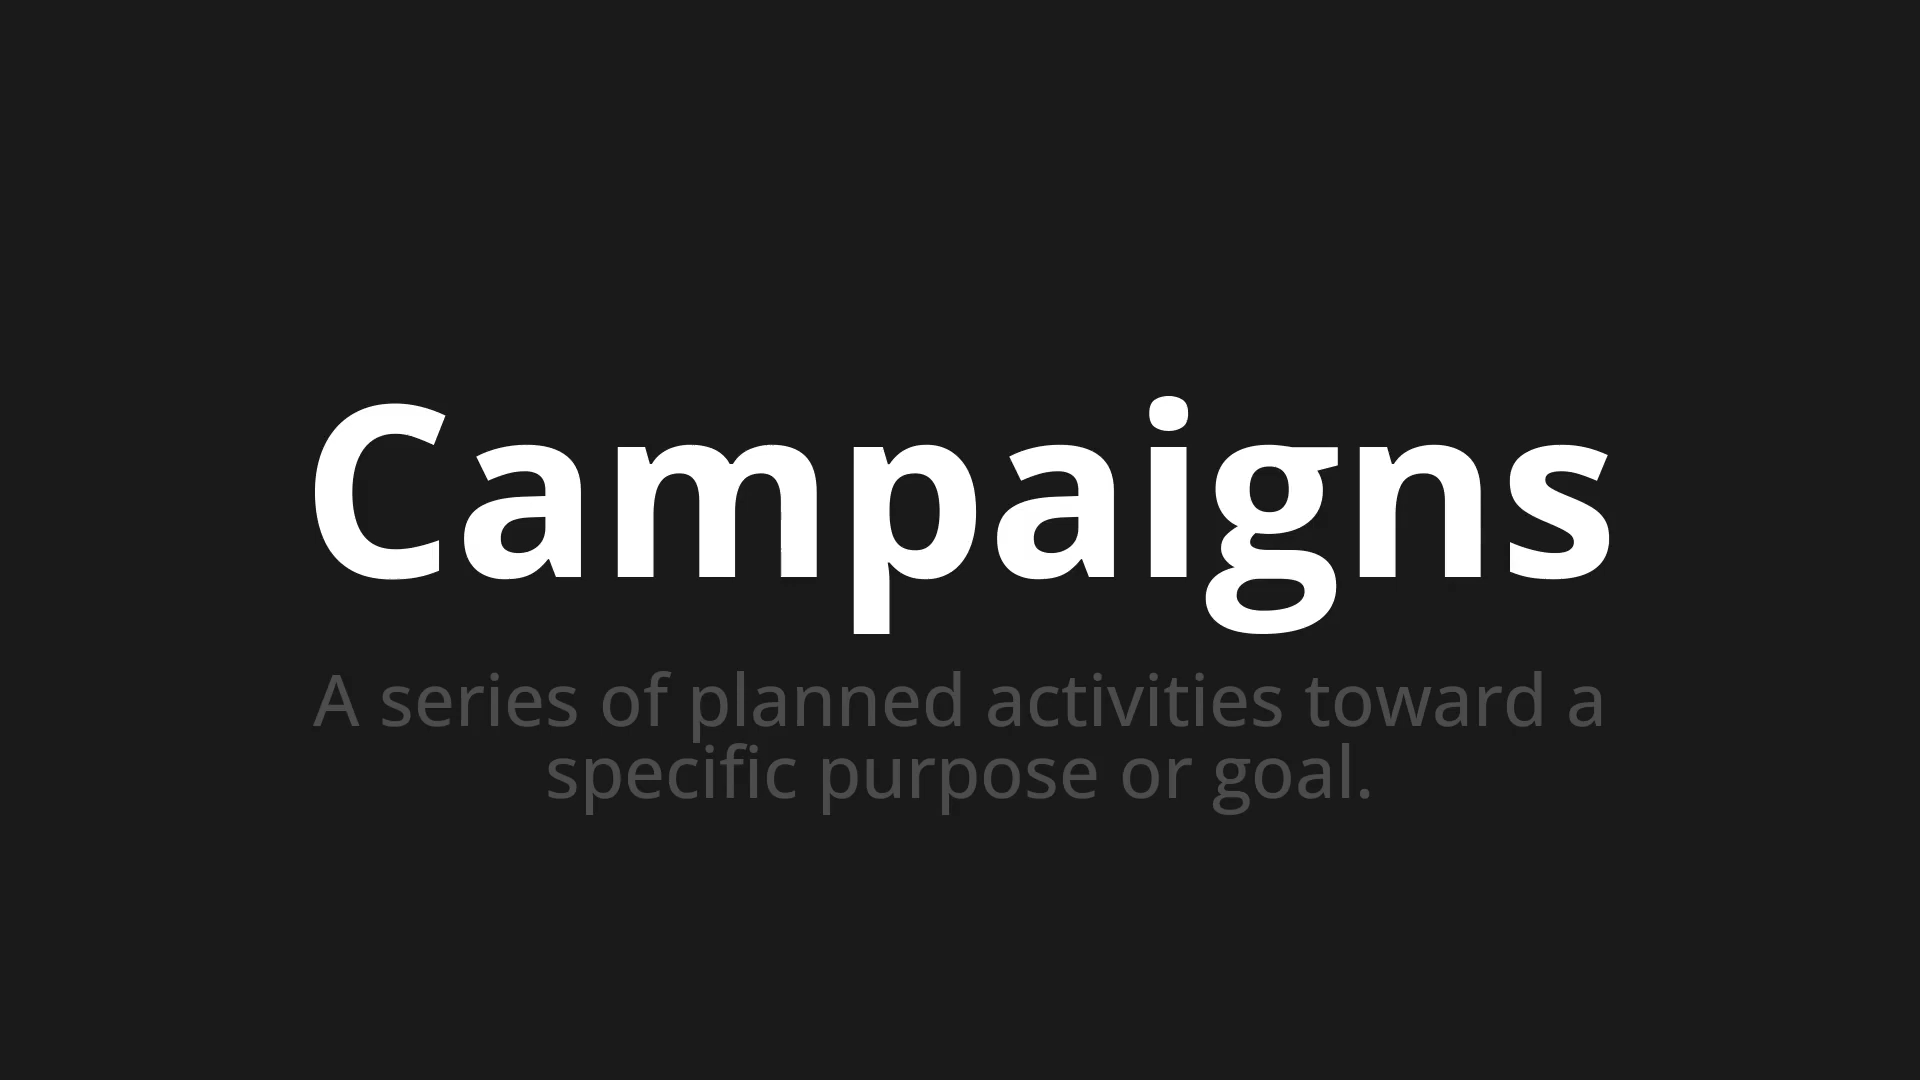 Campaigns
A series of planned activities toward a
specific purpose or goal.